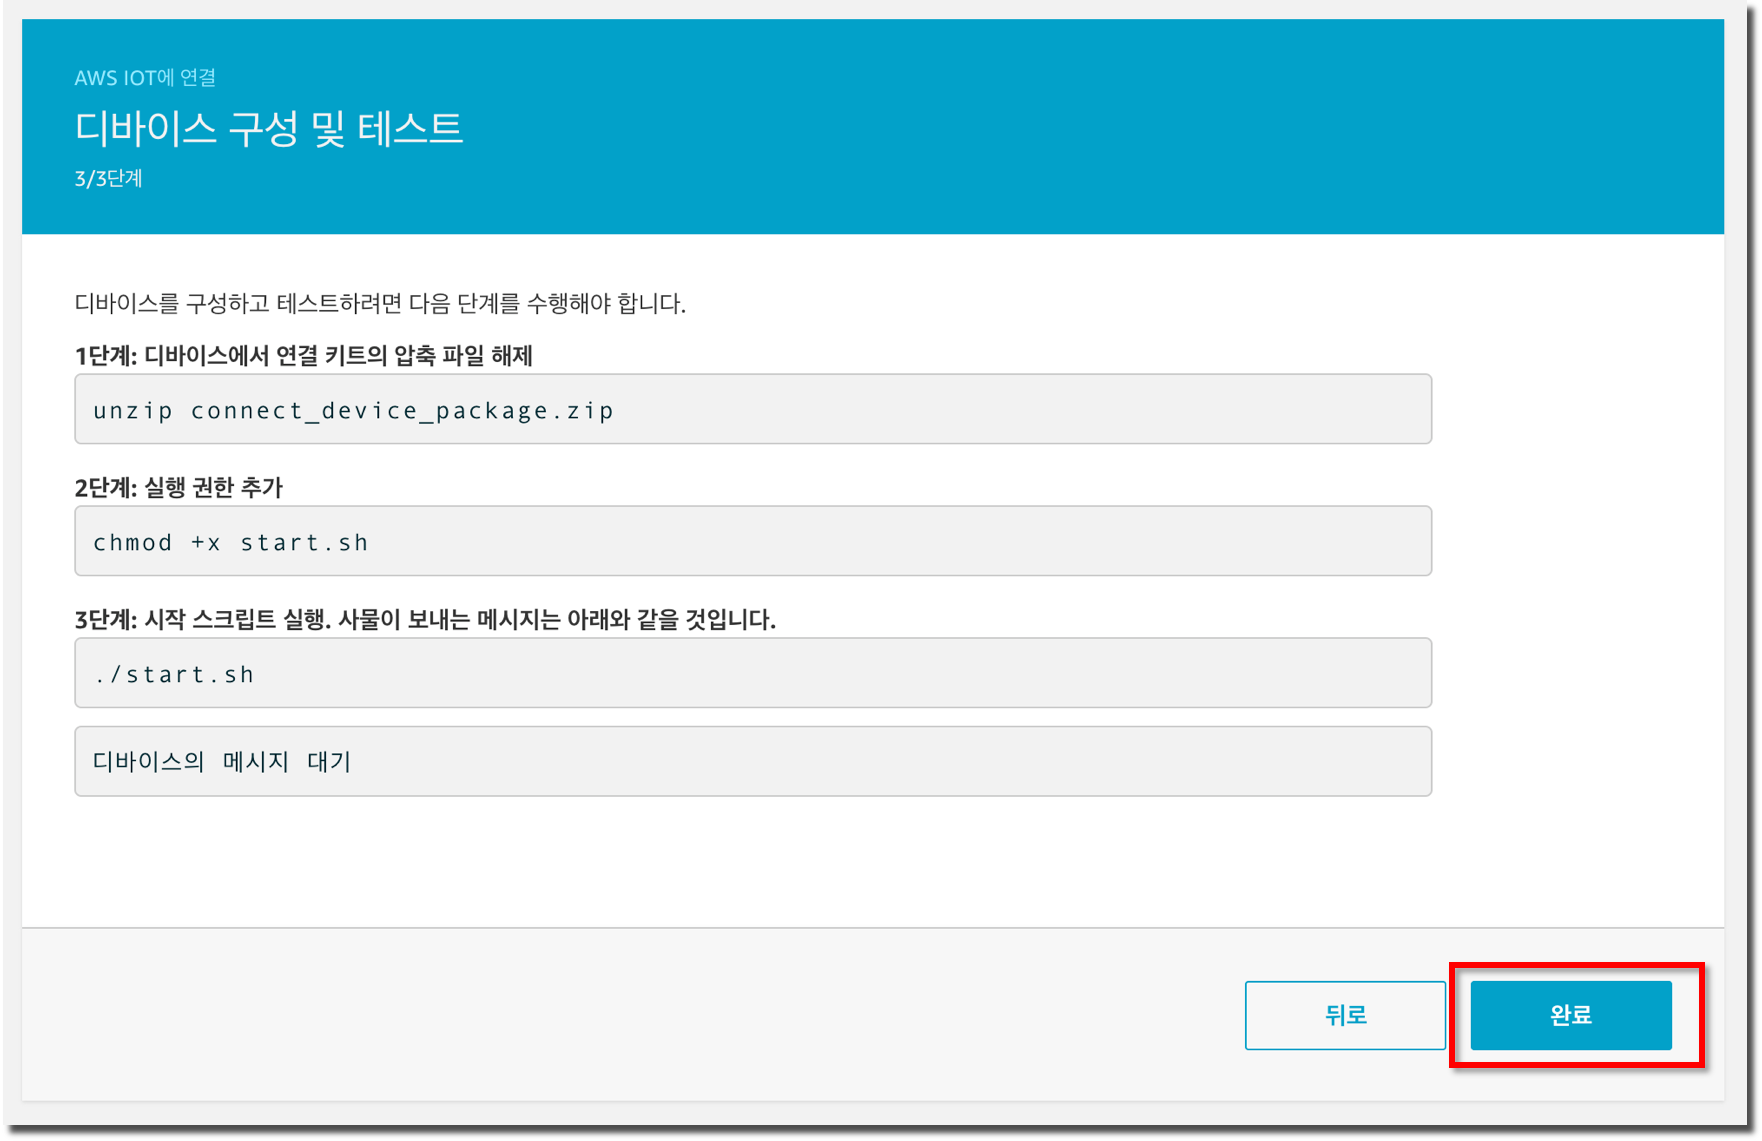 AWS IOT에 연결
디바이스 구성 및 테스트
3/3단계
디바이스를 구성하고 테스트하려면 다음 단계를 수행해야 합니다.
1단계: 디바이스에서 연결 키트의 압축 파일 해제
unzip connect_device_package.zip
2단계: 실행 권한 추가
chmod +x start.sh
3단계: 시작 스크립트 실행. 사물이 보내는 메시지는 아래와 같을 것입니다.
./start.sh
디바이스의 메시지 대기
뒤로
완료